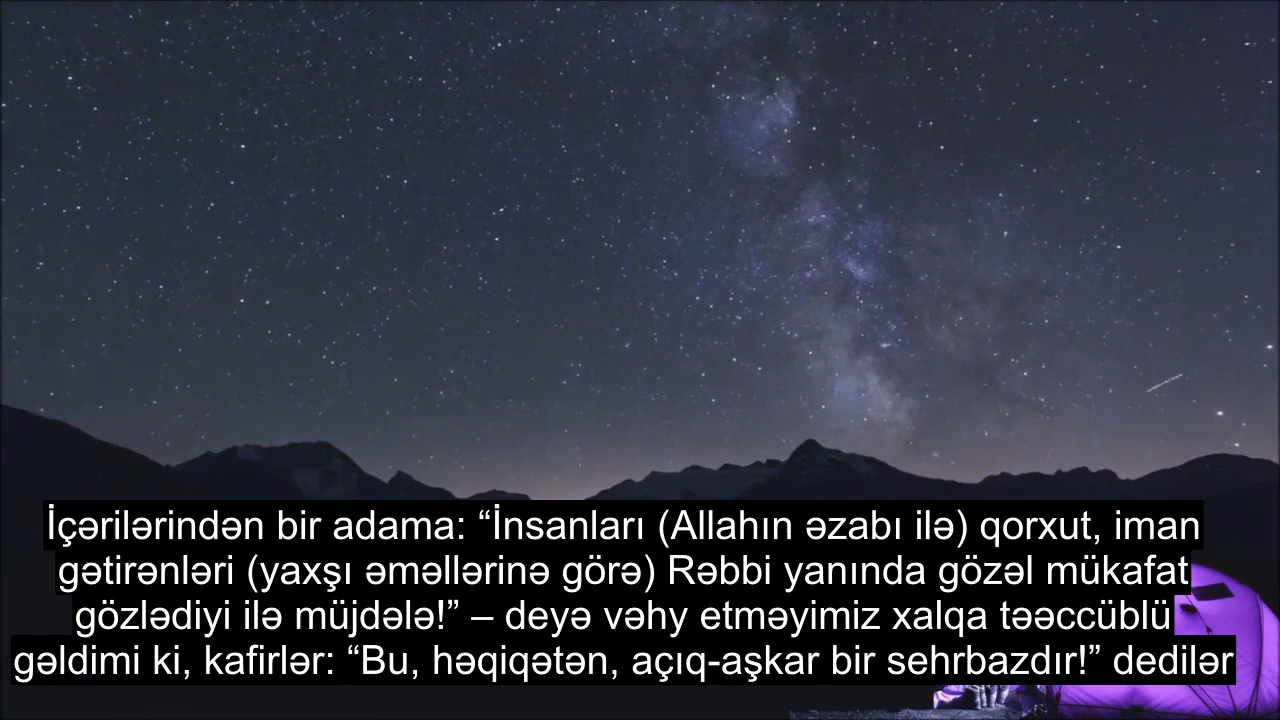 İçərilərindən bir adama: “İnsanları (Allahın əzabı ilə) qorxut, iman
gətirənləri (yaxşı əməllərinə görə) Rəbbi yanında gözəl mükafat
gözlədiyi ilə müjdələ!” – deyə vəhy etməyimiz xalqa təəccüblü
gəldimi ki, kafirlər: “Bu, həqiqətən, açıq-aşkar bir sehrbazdır!” dedilər